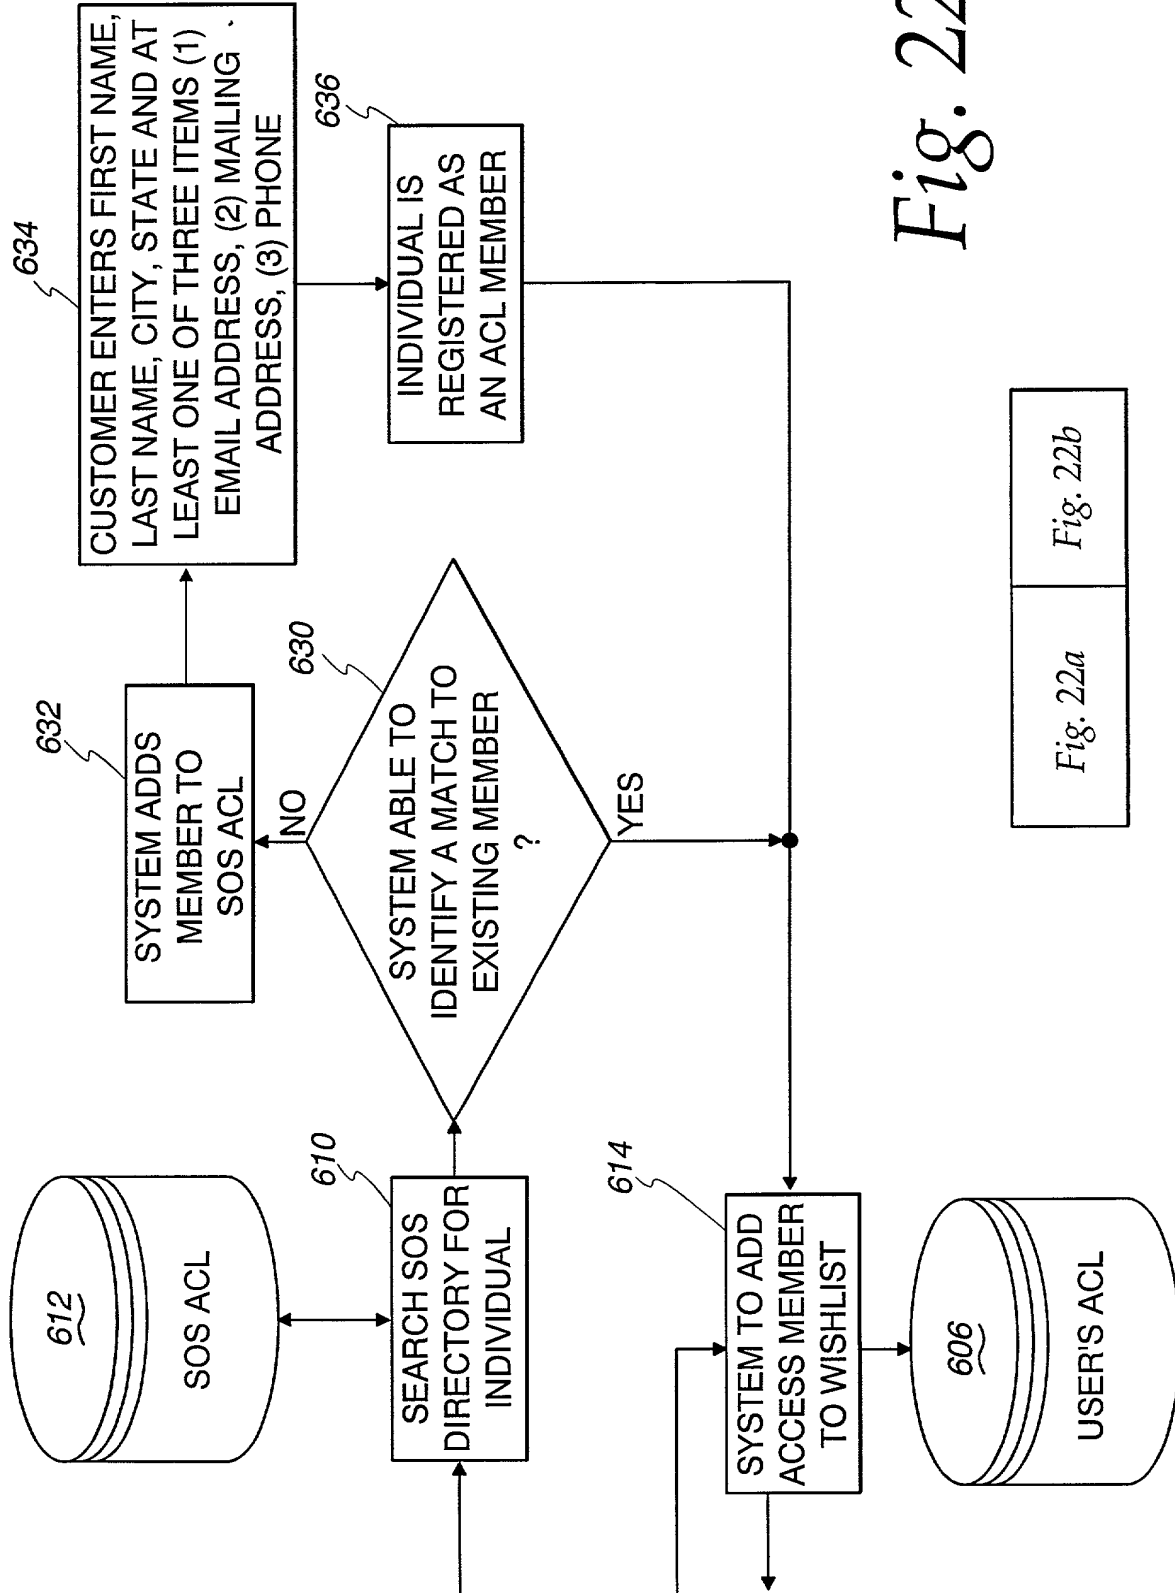 612
SOS ACL
610
SEARCH SOS
DIRECTORY FOR
INDIVIDUAL
632
SYSTEM ADDS
MEMBER TO
SOS ACL
634
CUSTOMER ENTERS FIRST NAME,
LAST NAME, CITY, STATE AND AT
LEAST ONE OF THREE ITEMS (1)
EMAIL ADDRESS, (2) MAILING
ADDRESS, (3) PHONE
NO
630
SYSTEM ABLE TO
IDENTIFY A MATCH TO
EXISTING MEMBER
?
YES
636
INDIVIDUAL IS
REGISTERED AS
AN ACL MEMBER
614
SYSTEM TO ADD
ACCESS MEMBER
TO WISHLIST
606
USER'S ACL
Fig. 22
Fig. 22a
Fig. 22b